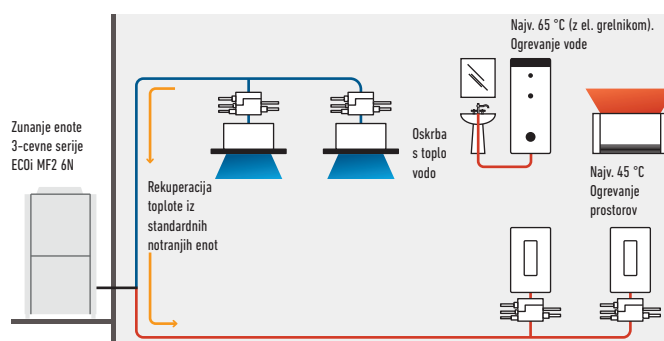 Najv. 65 °C (z el. grelnikom).
Ogrevanje vode
Zunanje enote
3-cevne serije
ECOi MF2 6N
Oskrba
s toplo
vodo
Najv. 45 °C
Ogrevanje
prostorov
Rekuperacija
toplote iz
standardnih
notranjih enot